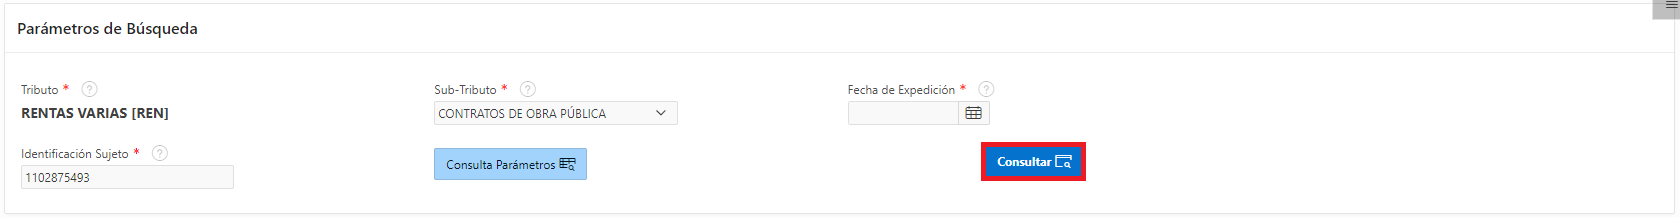 Parámetros de Búsqueda
Tributo * ?
RENTAS VARIAS [REN]
Sub-Tributo * ?
CONTRATOS DE OBRA PÚBLICA
Fecha de Expedición * ?
Identificación Sujeto * ?
1102875493
Consulta Parámetros
Consultar